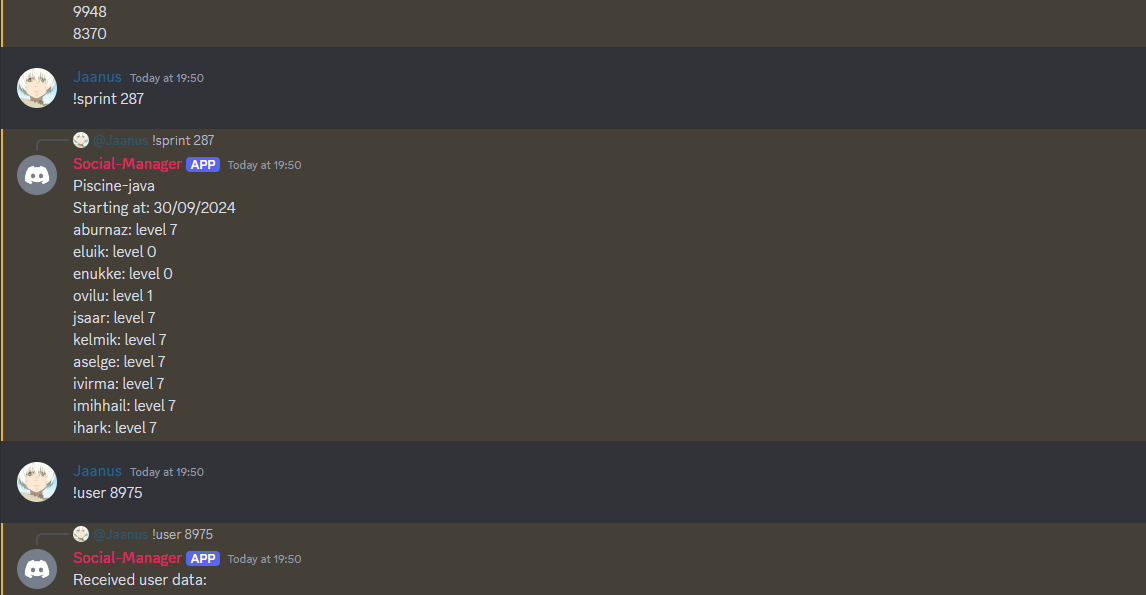 9948
8370
Jaanus Today at 19:50
!sprint 287
@Jaanus !sprint 287
Social-Manager APP Today at 19:50
Piscine-java
Starting at: 30/09/2024
aburnaz: level 7
eluik: level 0
enukke: level 0
ovilu: level 1
jsaar: level 7
kelmik: level 7
aselge: level 7
ivirma: level 7
imihhail: level 7
ihark: level 7
Jaanus Today at 19:50
!user 8975
@Jaanus !user 8975
Social-Manager APP Today at 19:50
Received user data: